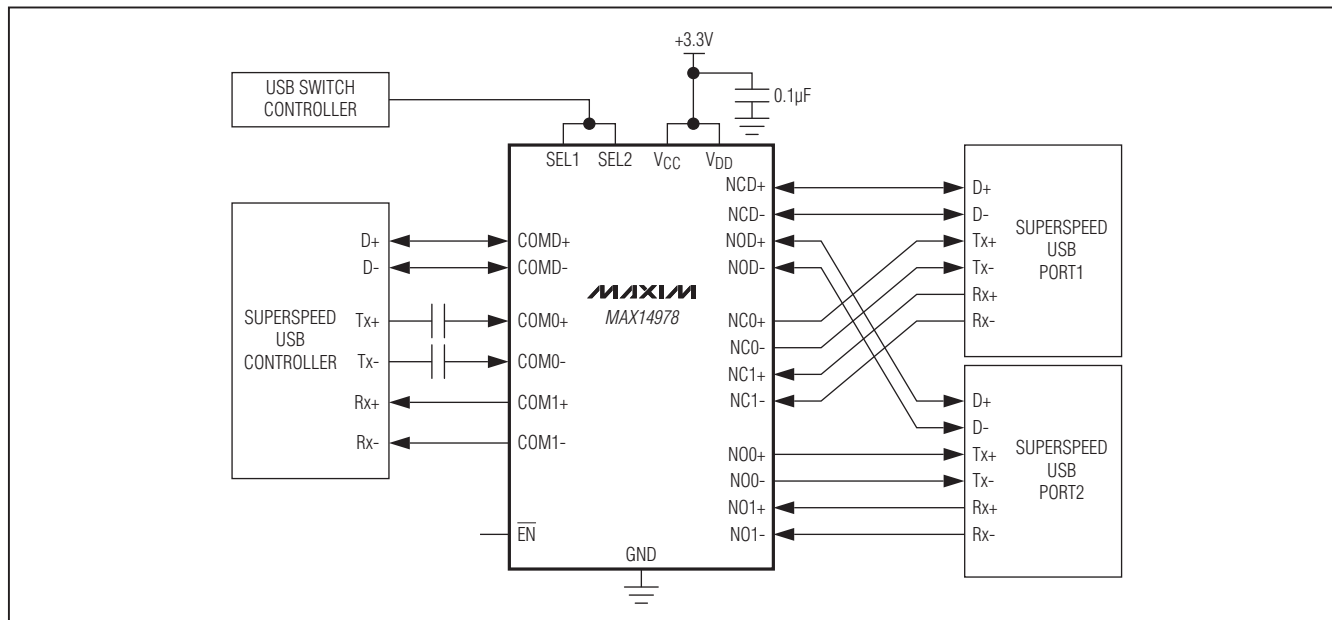 +3.3V
USB SWITCH
CONTROLLER
0.1µF
SEL1 SEL2 VCC VDD
SUPERSPEED
USB
CONTROLLER
D+
D-
Tx+
Tx-
Rx+
Rx-
COMD+
COMD-
COM0+
COM0-
COM1+
COM1-
EN
MAXIM
MAX14978
GND
NCD+
NCD-
NOD+
NOD-
NC0+
NC0-
NC1+
NC1-
NO0+
NO0-
NO1+
NO1-
D+
D-
Tx+
Tx-
Rx+
Rx-
SUPERSPEED
USB
PORT1
D+
D-
Tx+
Tx-
Rx+
Rx-
SUPERSPEED
USB
PORT2